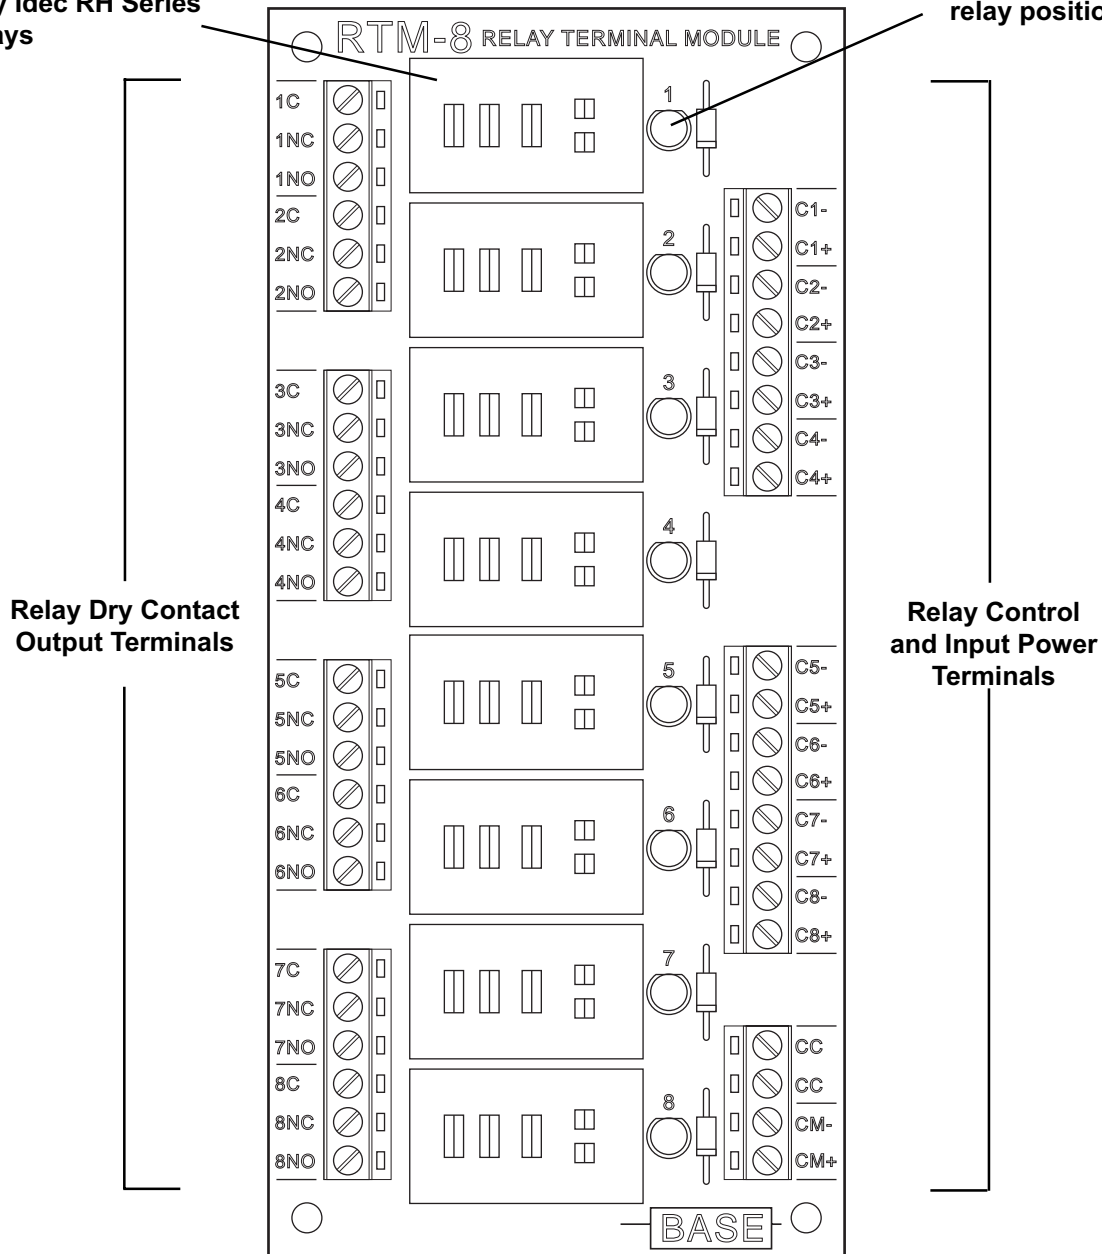 Idec RH Series
relay
RTM-8 RELAY TERMINAL MODULE
1C
1NC
1NO
2C
2NC
2NO
3C
3NC
3NO
4C
4NC
4NO
5C
5NC
5NO
6C
6NC
6NO
7C
7NC
7NO
8C
8NC
8NO
Relay Dry Contact
Output Terminals
1
2
3
4
5
6
7
8
C1-
C1+
C2-
C2+
C3-
C3+
C4-
C4+
C5-
C5+
C6-
C6+
C7-
C7+
C8-
C8+
CC
CC
CM-
CM+
Relay Control
and Input Power
Terminals
BASE